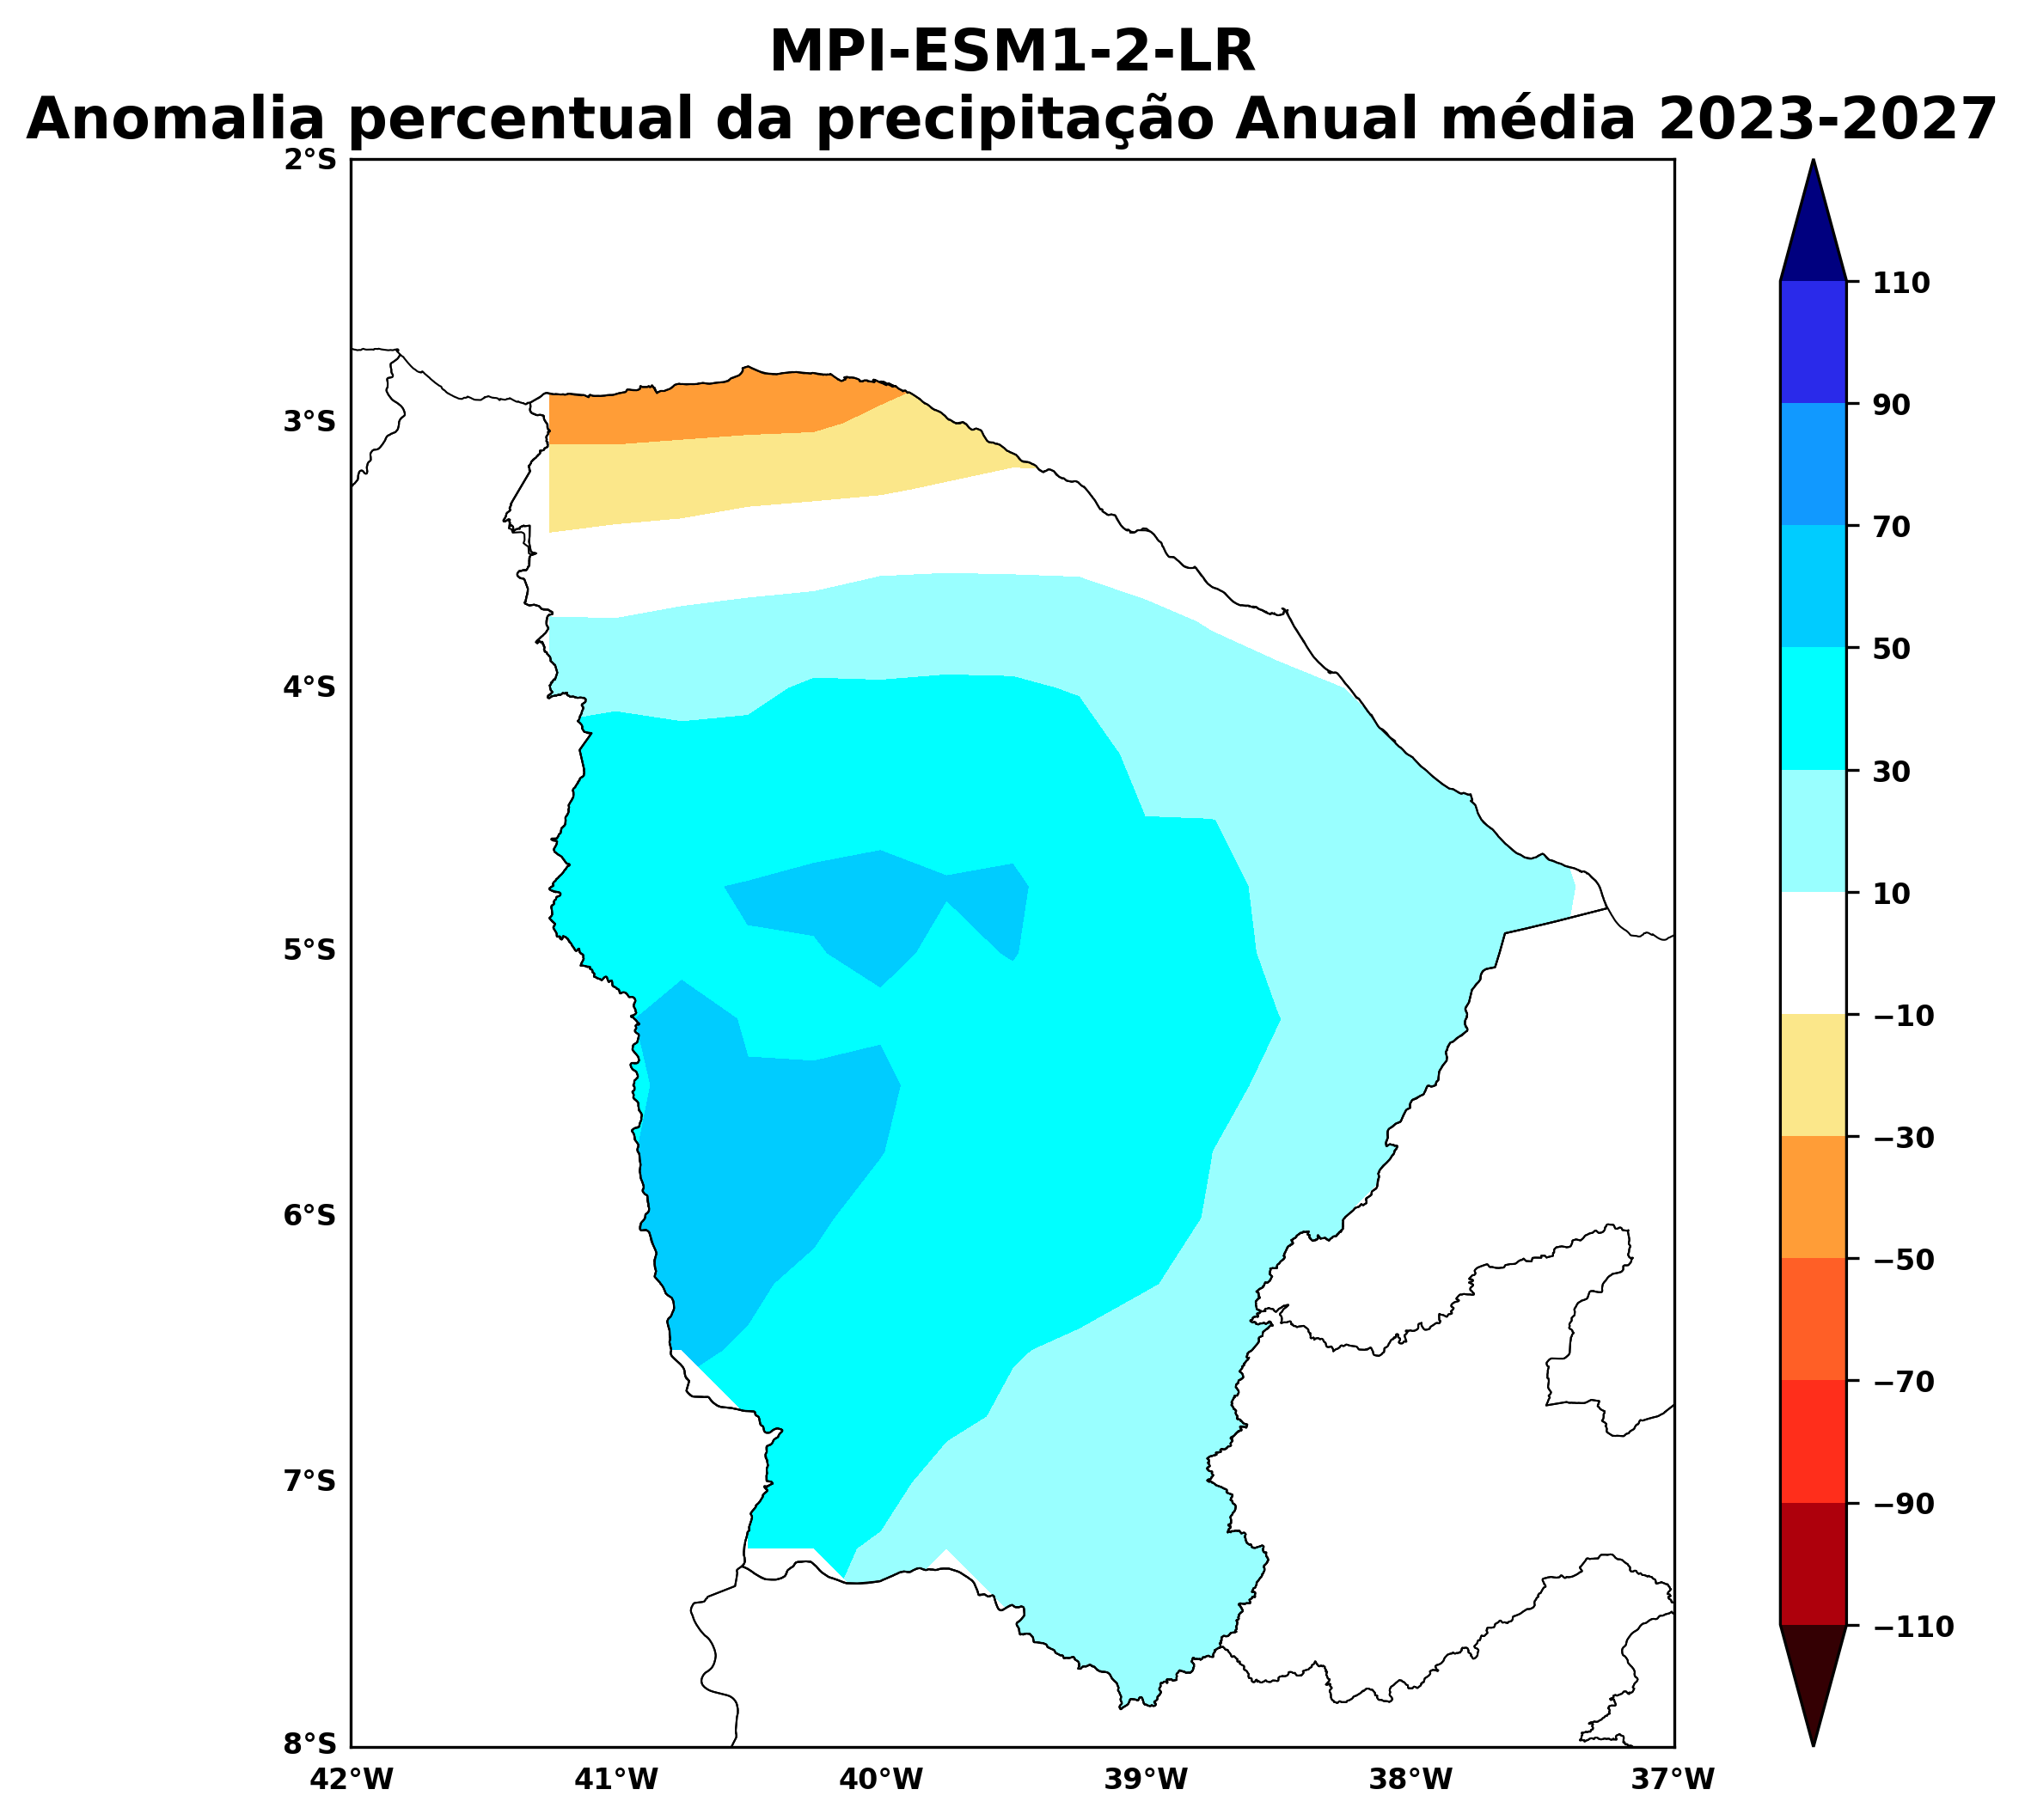 MPI-ESM1-2-LR
Anomalia percentual da precipitação Anual média 2023-2027
2°S
3°S
4°S
5°S
6°S
7°S
8°S
42°W 41°W 40°W 39°W 38°W 37°W
110
90
70
50
30
10
−10
−30
−50
−70
−90
−110